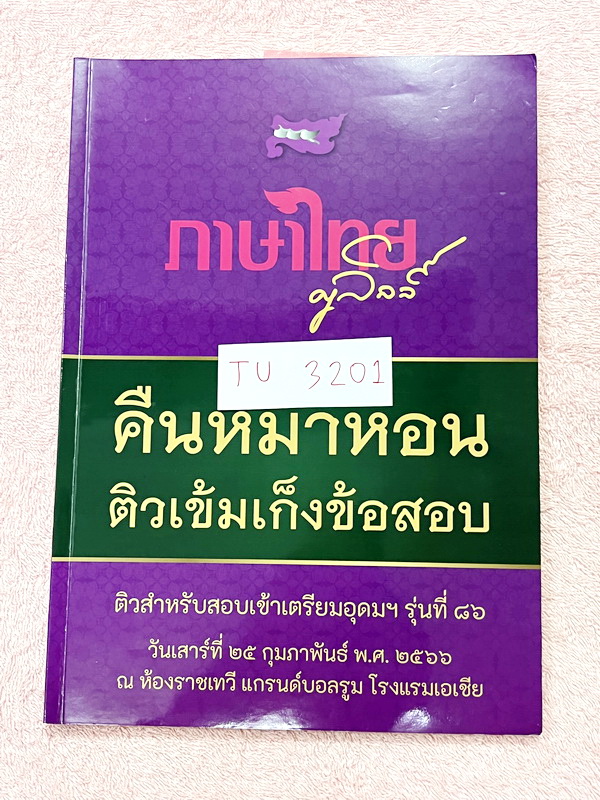 ภาษาไทย
TU 3201
คืนหมาหอน
ติวเข้มเก็งข้อสอบ
ติวสำหรับสอบเข้าเตรียมอุดมฯ รุ่นที่ ๘๖
วันเสาร์ที่ ๒๕ กุมภาพันธ์ พ.ศ. ๒๕๖๖
ณ ห้องราชเทวี แกรนด์บอลรูม โรงแรมเอเชีย